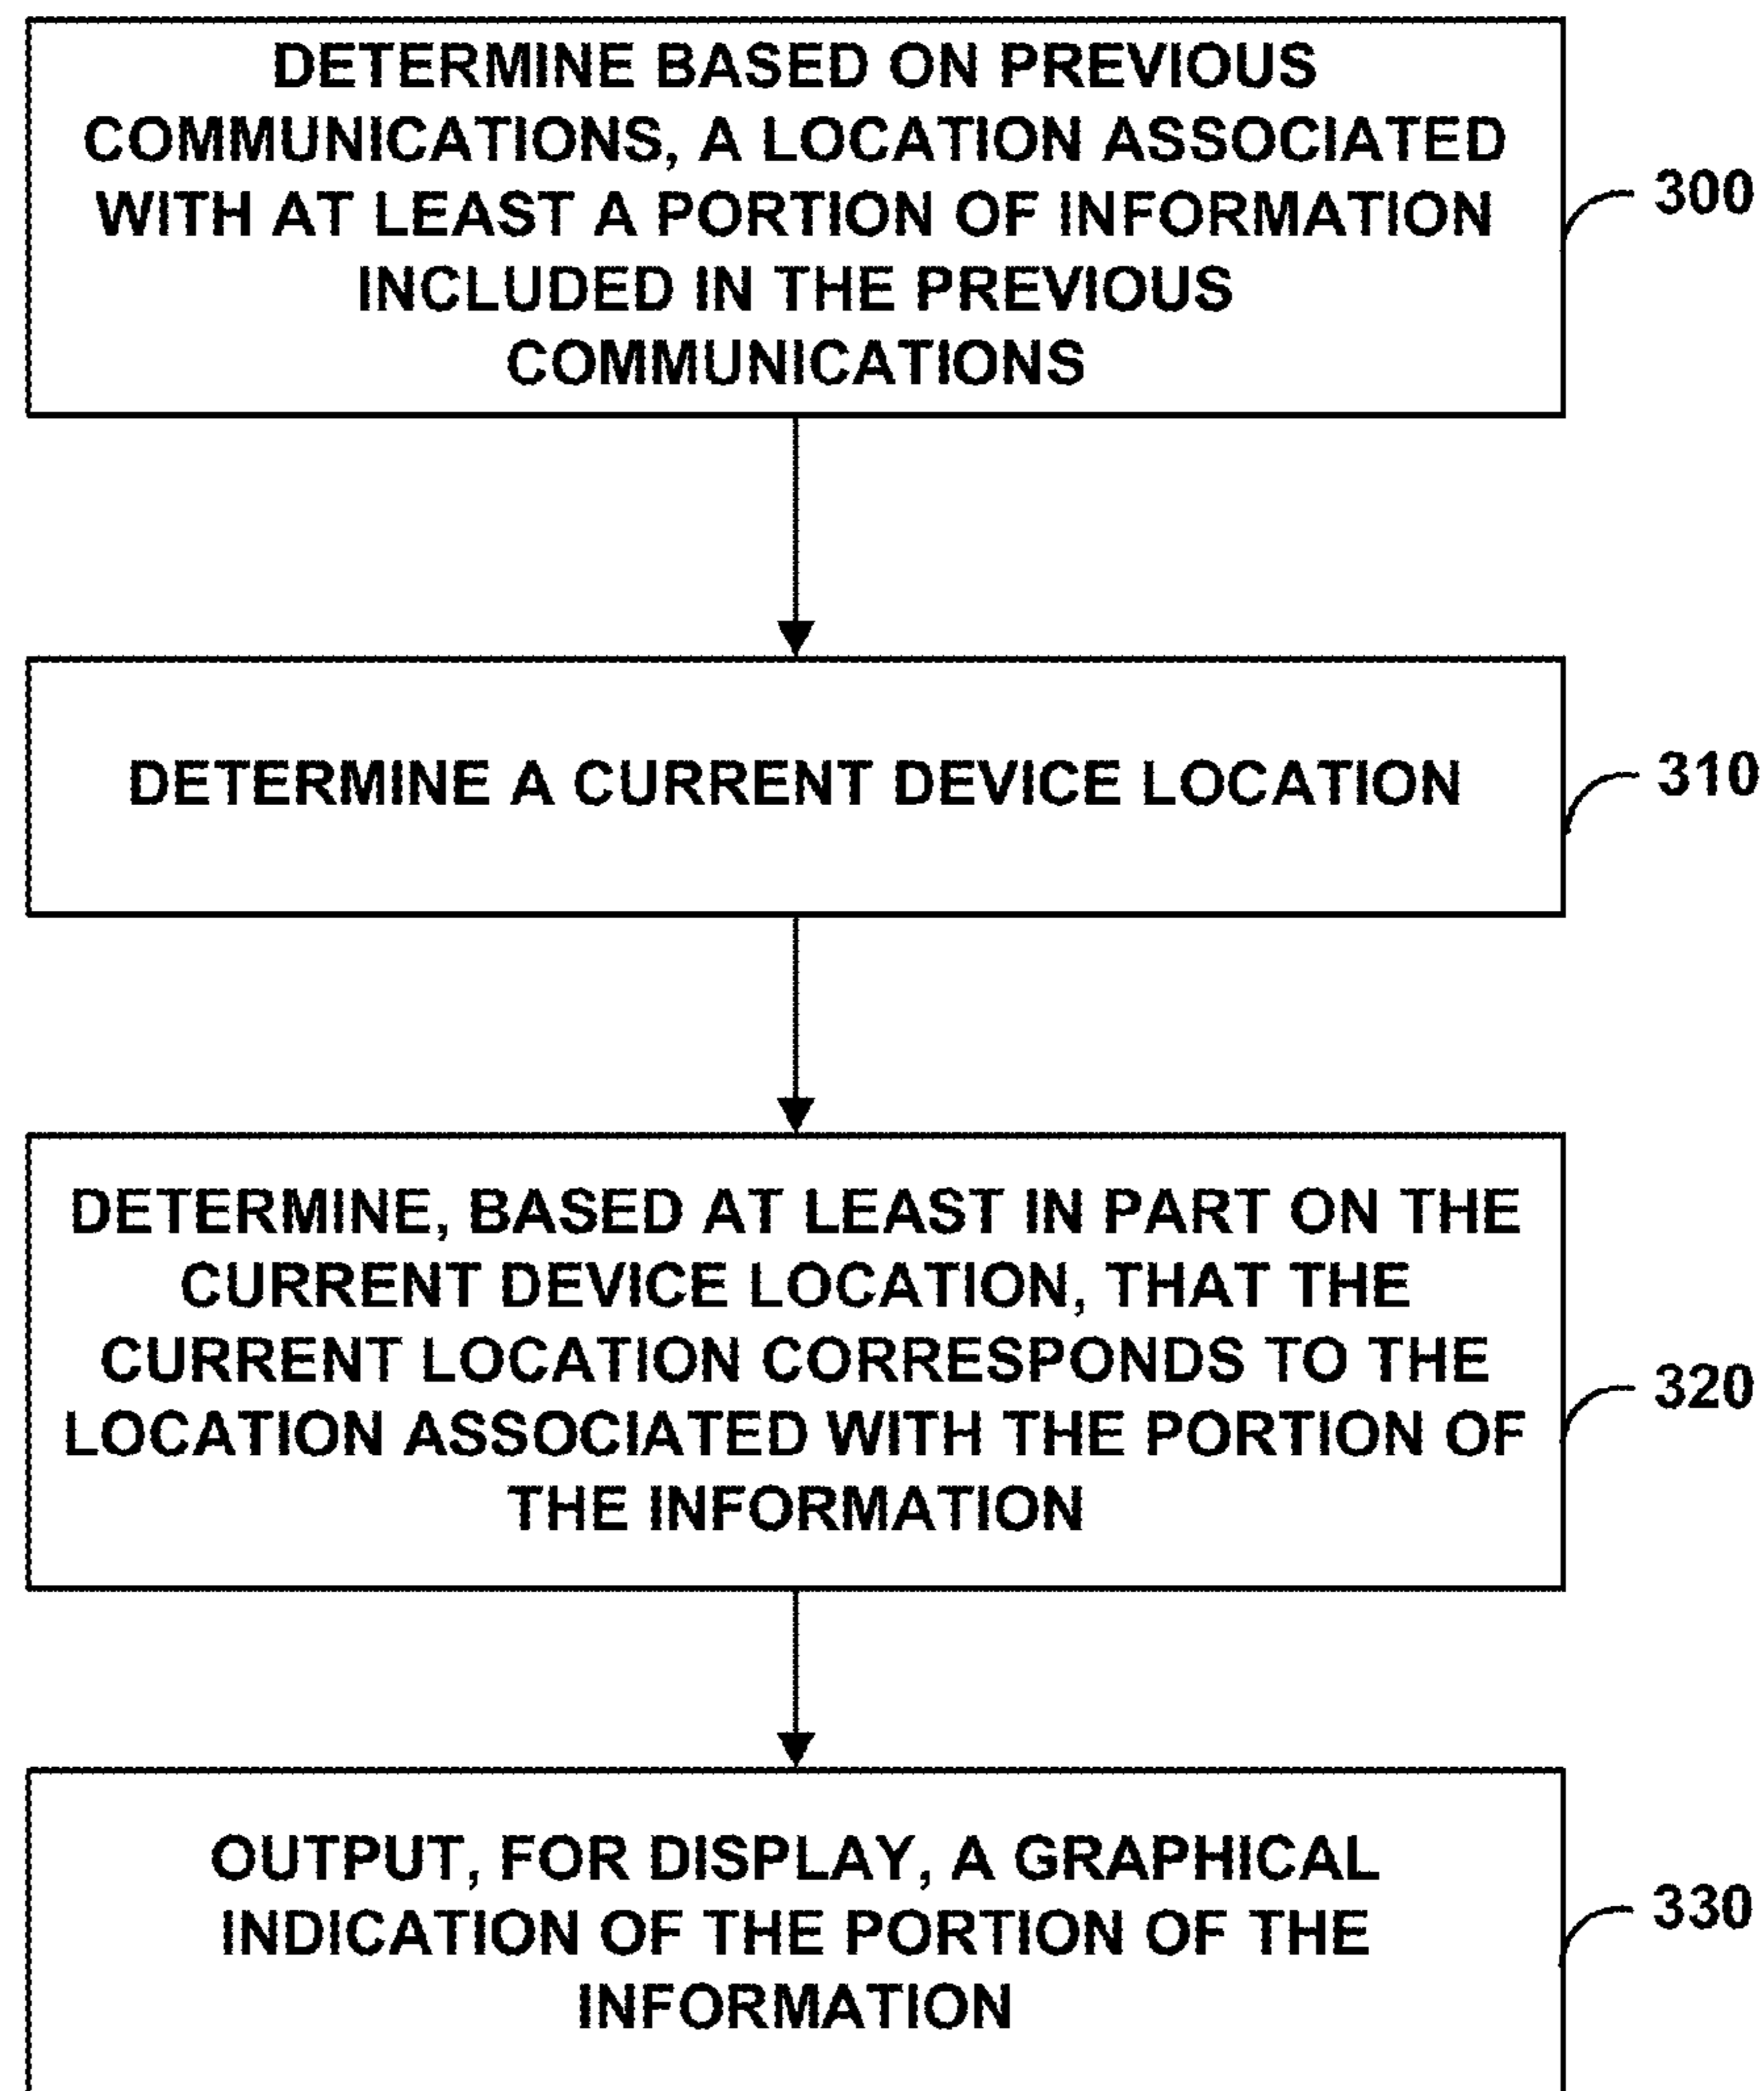 DETERMINE BASED ON PREVIOUS
COMMUNICATIONS, A LOCATION ASSOCIATED
WITH AT LEAST A PORTION OF INFORMATION
INCLUDED IN THE PREVIOUS
COMMUNICATIONS
300
DETERMINE A CURRENT DEVICE LOCATION
310
DETERMINE, BASED AT LEAST IN PART ON THE
CURRENT DEVICE LOCATION, THAT THE
CURRENT LOCATION CORRESPONDS TO THE
LOCATION ASSOCIATED WITH THE PORTION OF
THE INFORMATION
320
OUTPUT, FOR DISPLAY, A GRAPHICAL
INDICATION OF THE PORTION OF THE
INFORMATION
330